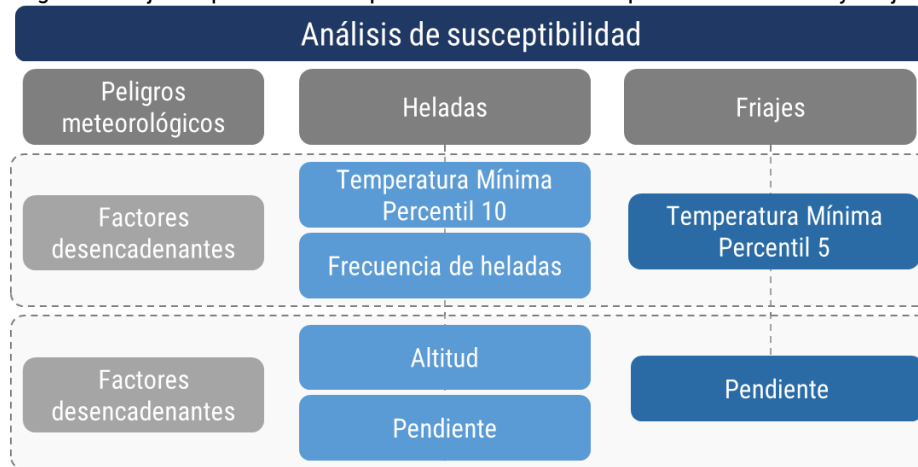 Análisis de susceptibilidad
Peligros
meteorológicos
Heladas
Friajes
Factores
desencadenantes
Temperatura Mínima
Percentil 10
Frecuencia de heladas
Temperatura Mínima
Percentil 5
Factores
desencadenantes
Altitud
Pendiente
Pendiente